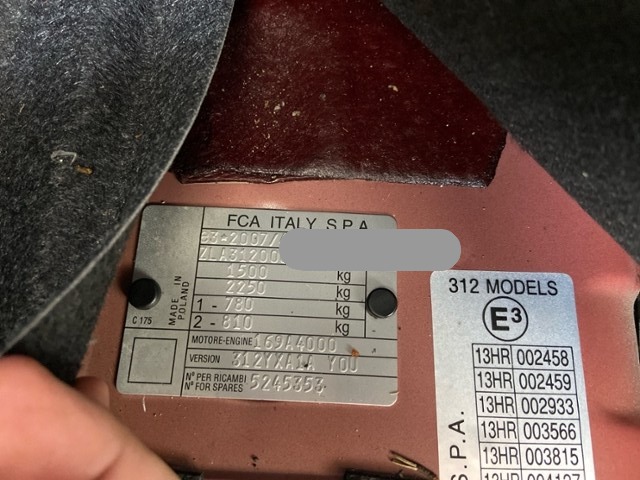 FCA ITALY S.P.A.
e3-2007/
ZLA31200
1500 kg
2250 kg
1 - 780 kg
2 - 810 kg
MADE IN POLAND
C 175
MOTORE-ENGINE 169A4000
VERSION 312YXA1A Y0U
N° PER RICAMBI
N° FOR SPARES 5245353
312 MODELS
E3
13HR 002458
13HR 002459
13HR 002933
13HR 003566
13HR 003815
S.P.A.